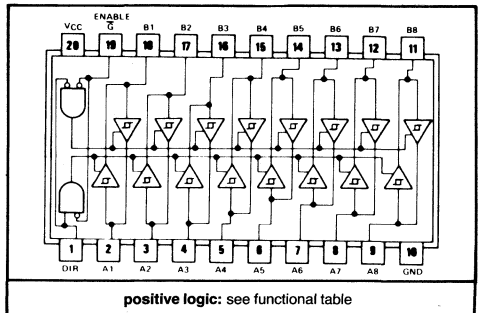 ENABLE
VCC G̅ B1 B2 B3 B4 B5 B6 B7 B8
20 19 18 17 16 15 14 13 12 11
1 2 3 4 5 6 7 8 9 10
DIR A1 A2 A3 A4 A5 A6 A7 A8 GND
positive logic: see functional table